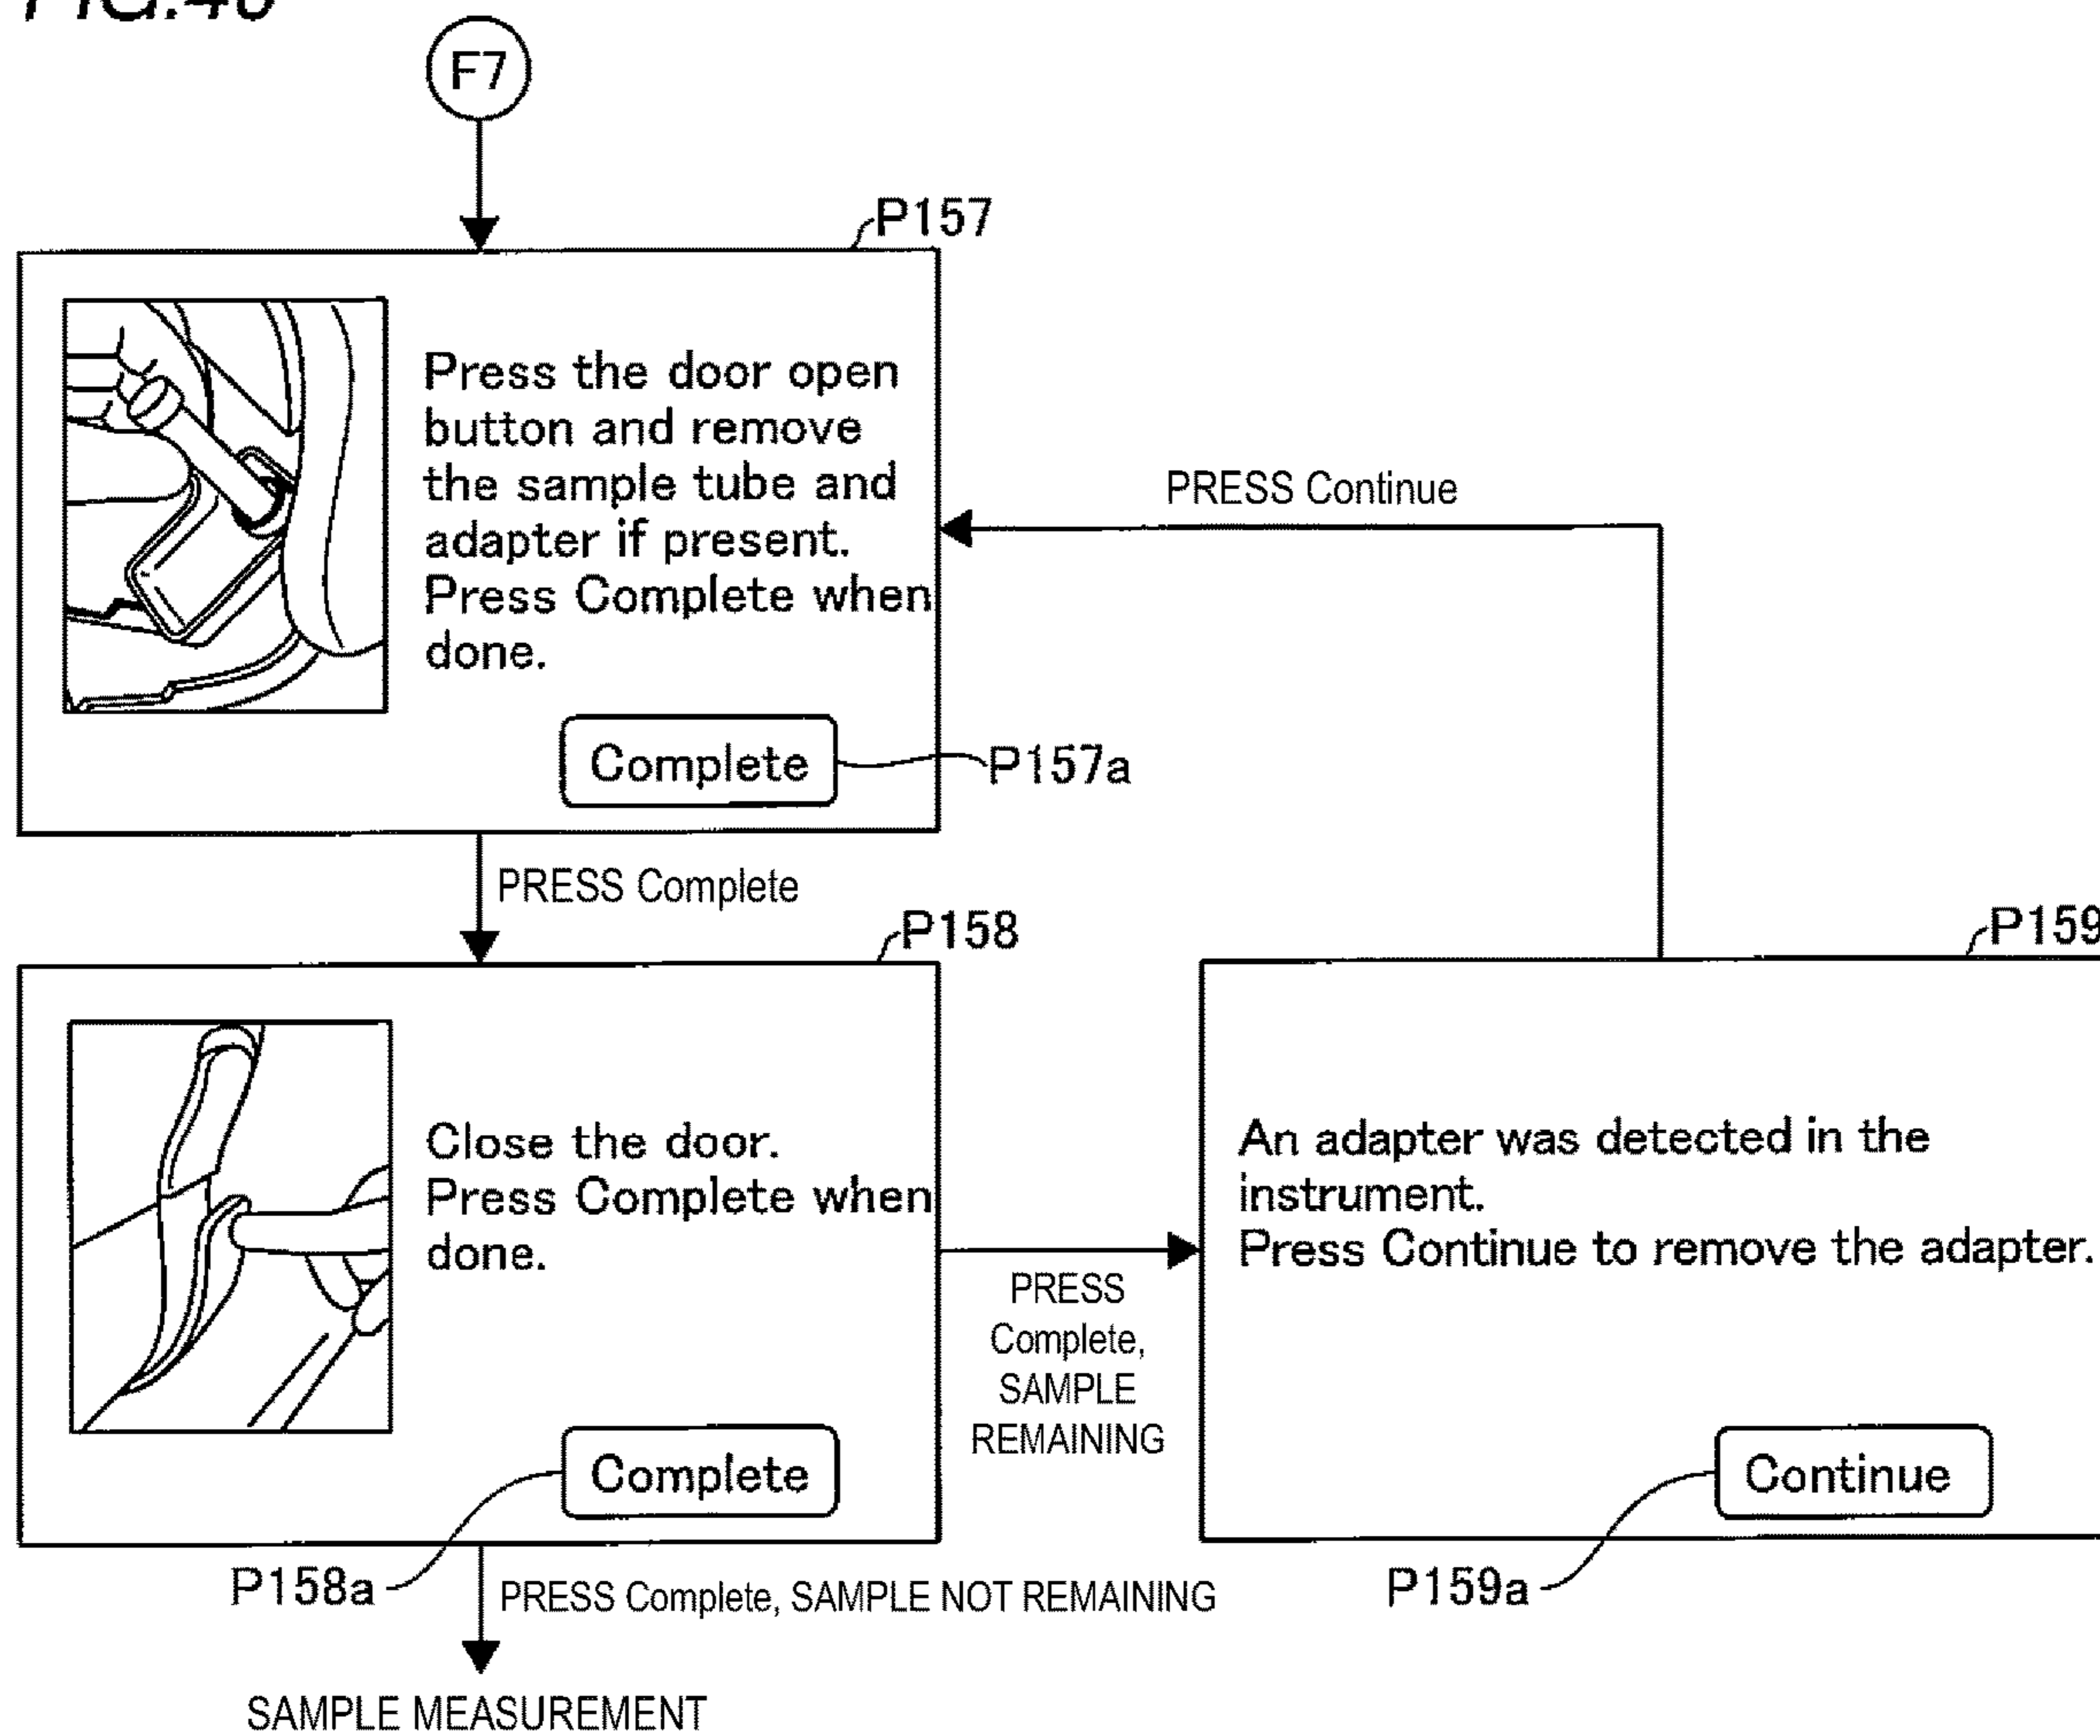 F7
P157
Press the door open
button and remove
the sample tube and
adapter if present.
Press Complete when
done.
Complete
P157a
PRESS Continue
PRESS Complete
P158
Close the door.
Press Complete when
done.
Complete
P158a
PRESS
Complete,
SAMPLE
REMAINING
P159
An adapter was detected in the
instrument.
Press Continue to remove the adapter.
Continue
P159a
PRESS Complete, SAMPLE NOT REMAINING
SAMPLE MEASUREMENT